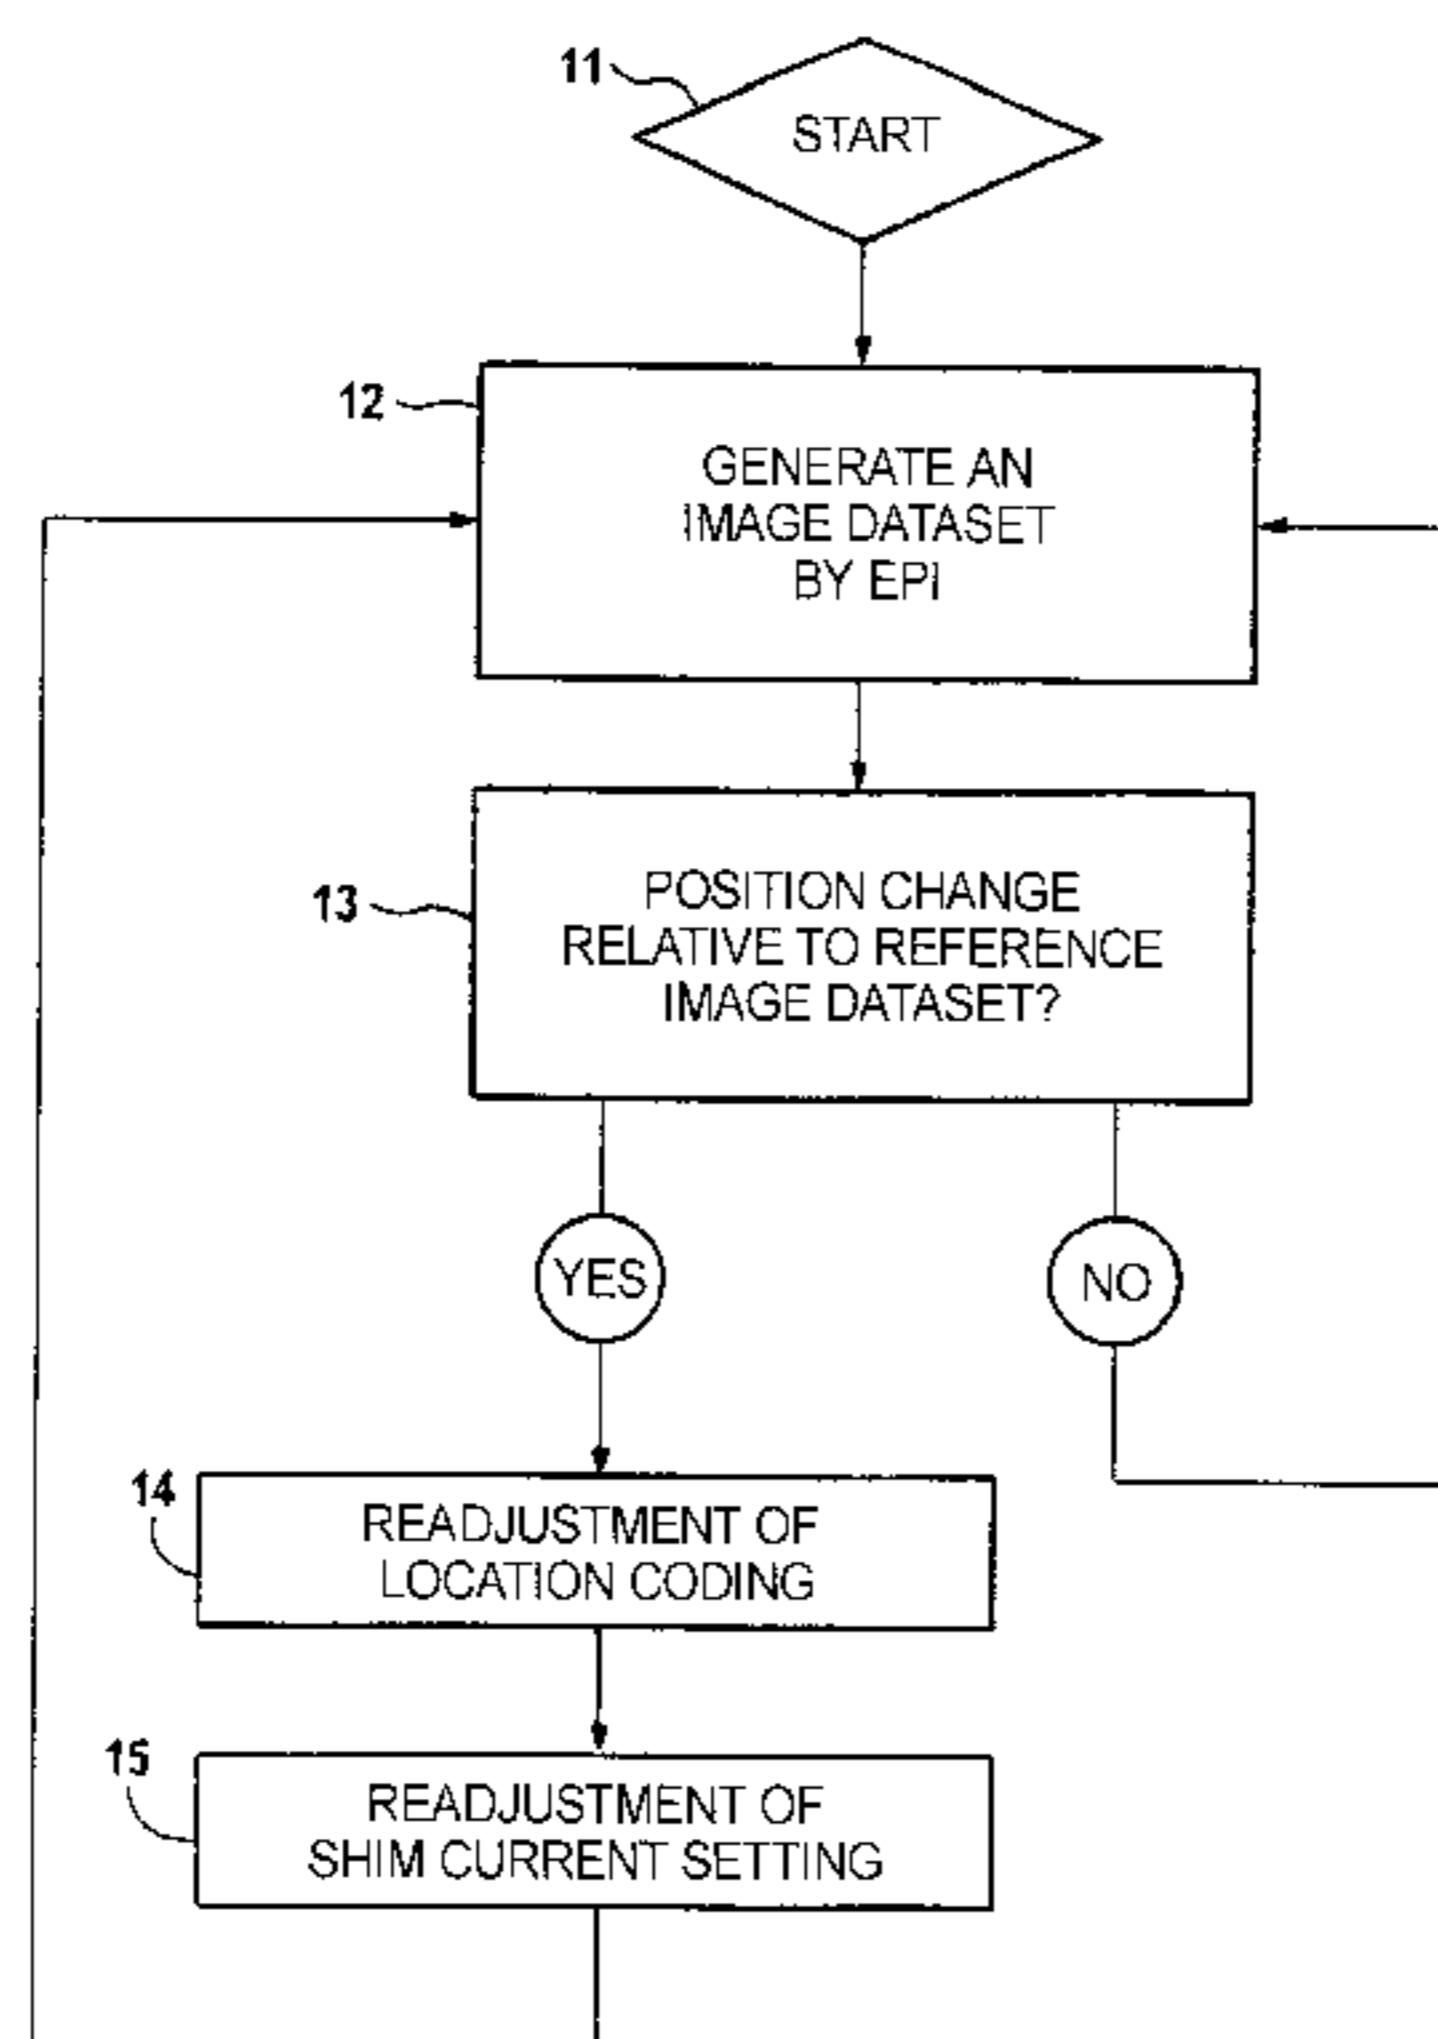 11
START
12
GENERATE AN
IMAGE DATASET
BY EPI
13
POSITION CHANGE
RELATIVE TO REFERENCE
IMAGE DATASET?
YES
NO
14
READJUSTMENT OF
LOCATION CODING
15
READJUSTMENT OF
SHIM CURRENT SETTING